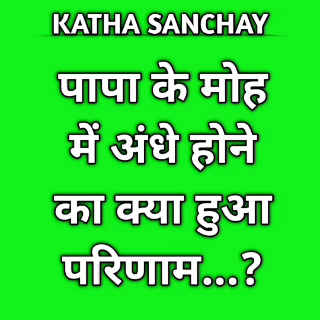 KATHA SANCHAY
पापा के मोह
में अंधे होने
का क्या हुआ
परिणाम...?